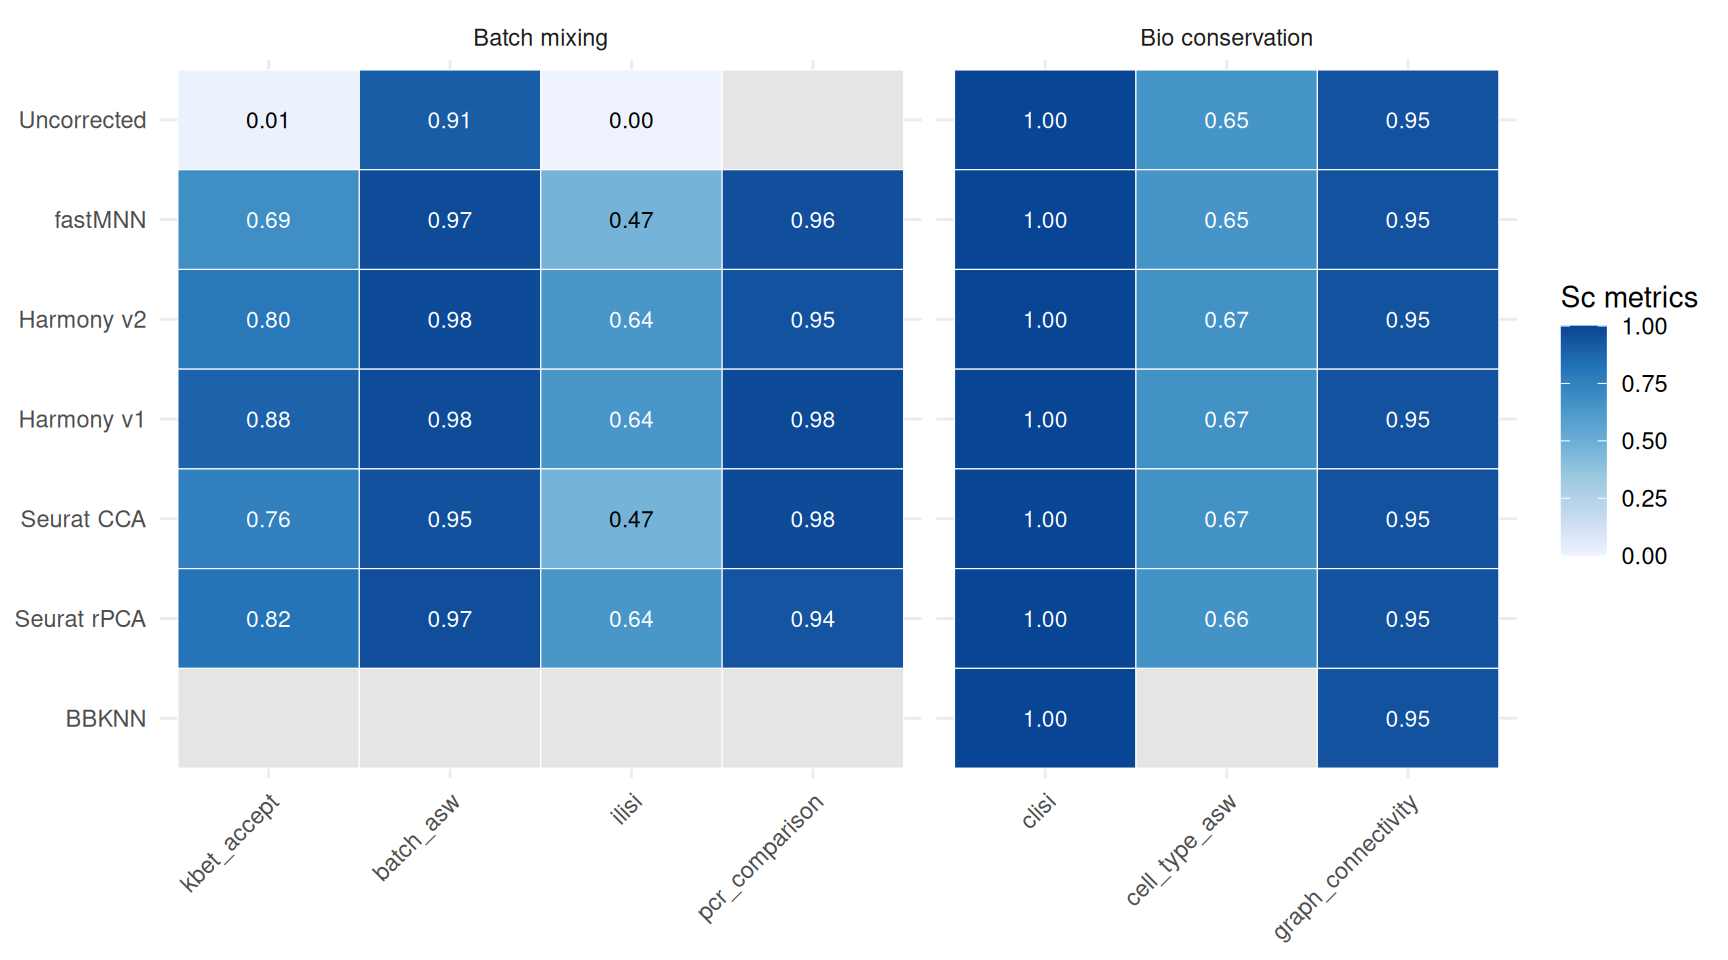 Batch mixing
Bio conservation
Uncorrected 0.01 0.91 0.00 1.00 0.65 0.95
fastMNN 0.69 0.97 0.47 0.96 1.00 0.65 0.95
Harmony v2 0.80 0.98 0.64 0.95 1.00 0.67 0.95
Harmony v1 0.88 0.98 0.64 0.98 1.00 0.67 0.95
Seurat CCA 0.76 0.95 0.47 0.98 1.00 0.67 0.95
Seurat rPCA 0.82 0.97 0.64 0.94 1.00 0.66 0.95
BBKNN 1.00 0.95
kbet_accept
batch_asw
ilisi
pcr_comparison
clisi
cell_type_asw
graph_connectivity
Sc metrics
1.00
0.75
0.50
0.25
0.00